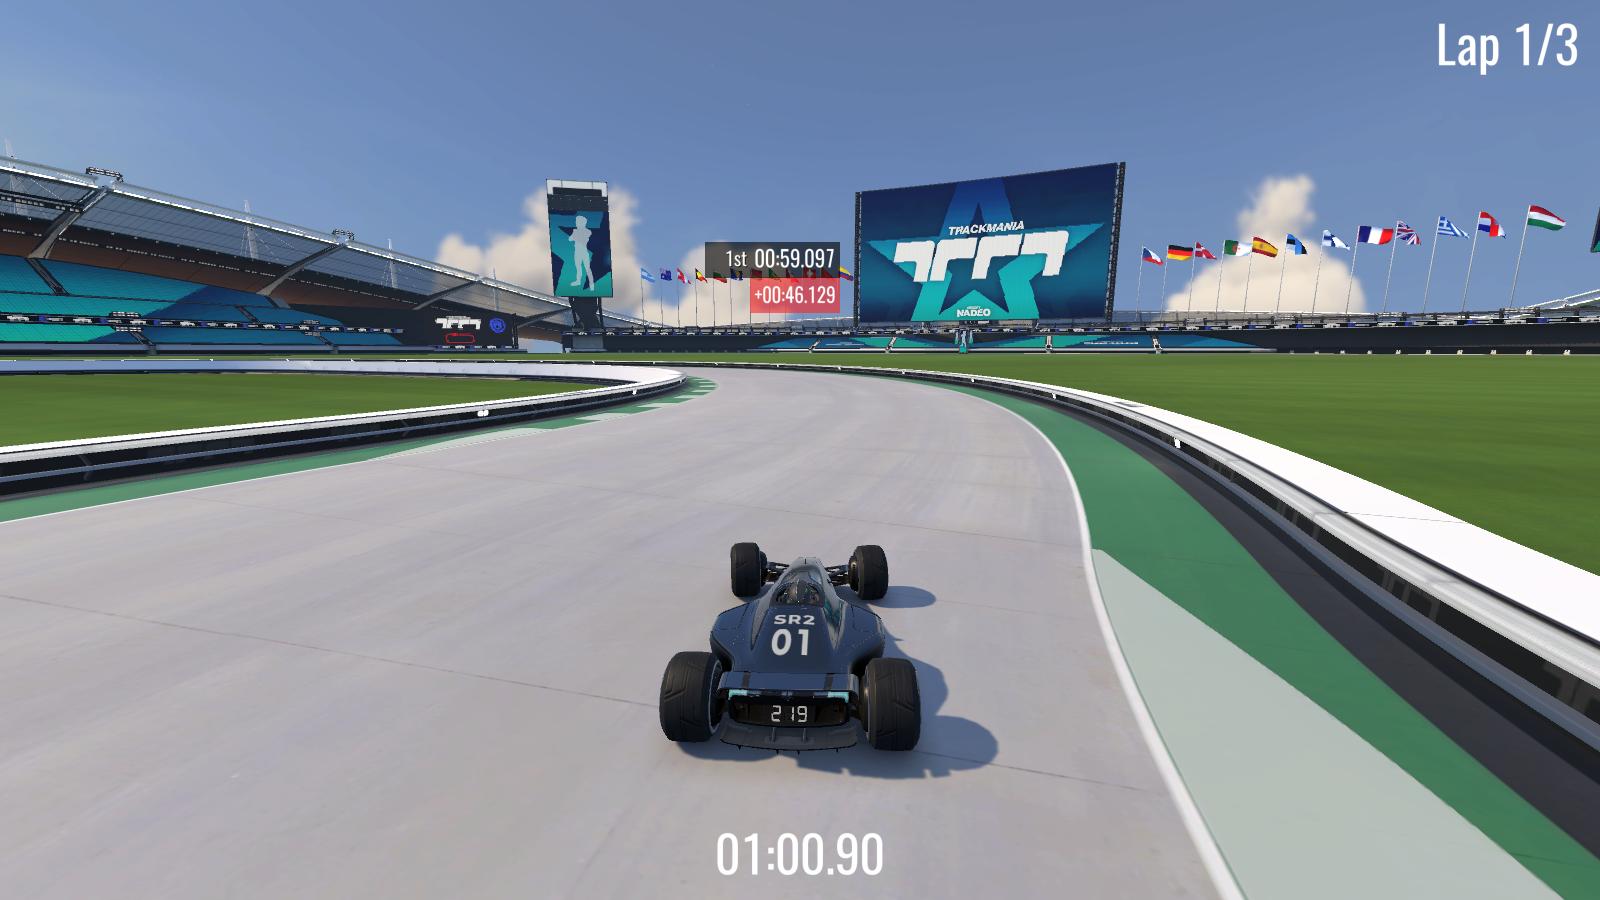 Lap 1/3
TRACKMANIA
1st 00:59.097
+00:46.129
NADEO
SR2
01
219
01:00.90